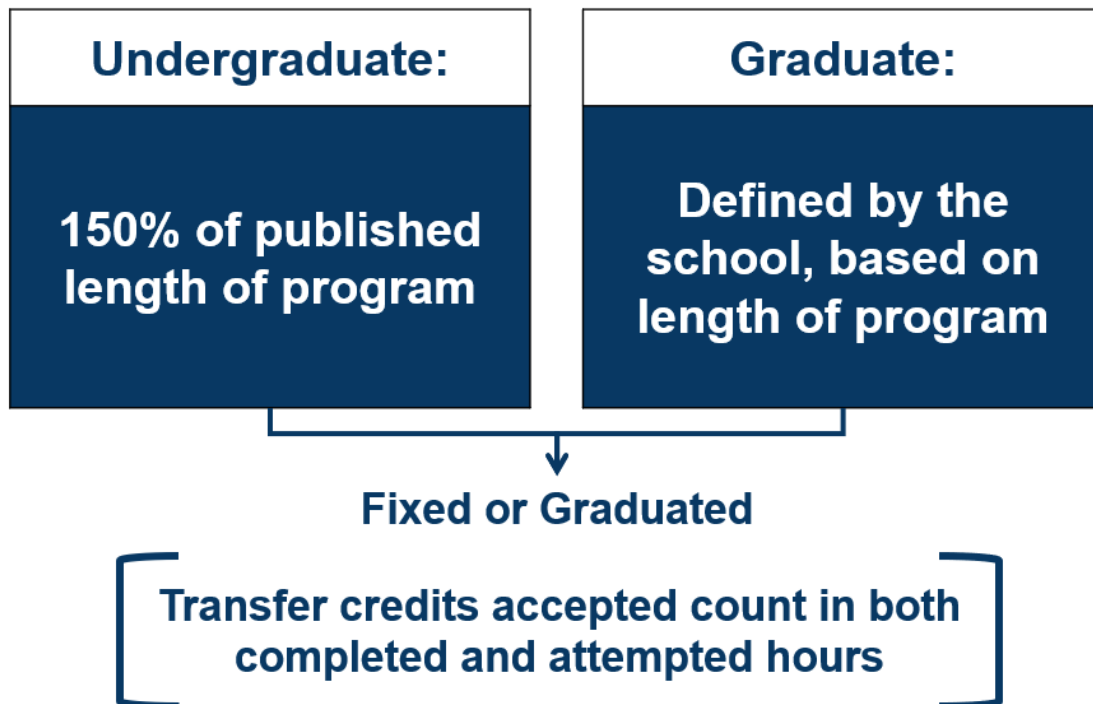 Undergraduate:
150% of published
length of program
Graduate:
Defined by the
school, based on
length of program
Fixed or Graduated
Transfer credits accepted count in both
completed and attempted hours